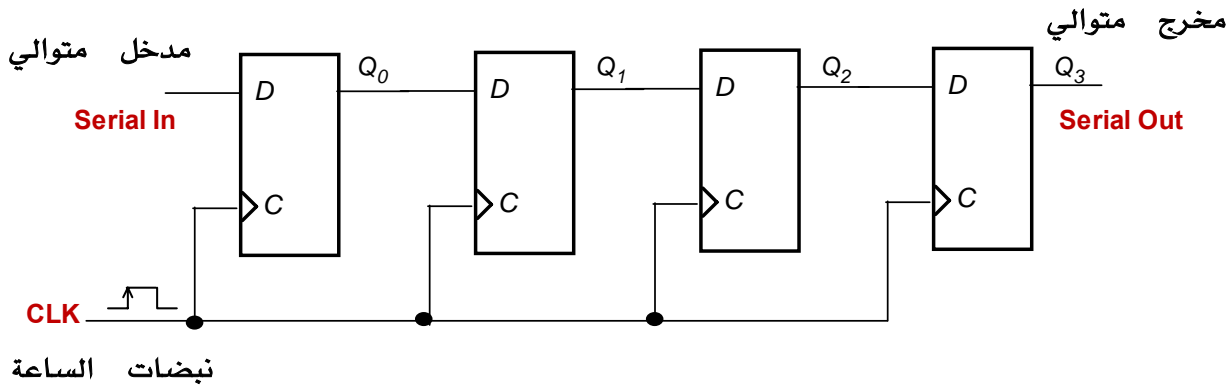 مخرج متوالي
مدخل متوالي
Q0 Q1 Q2 Q3
D D D D
Serial In
Serial Out
C C C C
CLK
نبضات الساعة